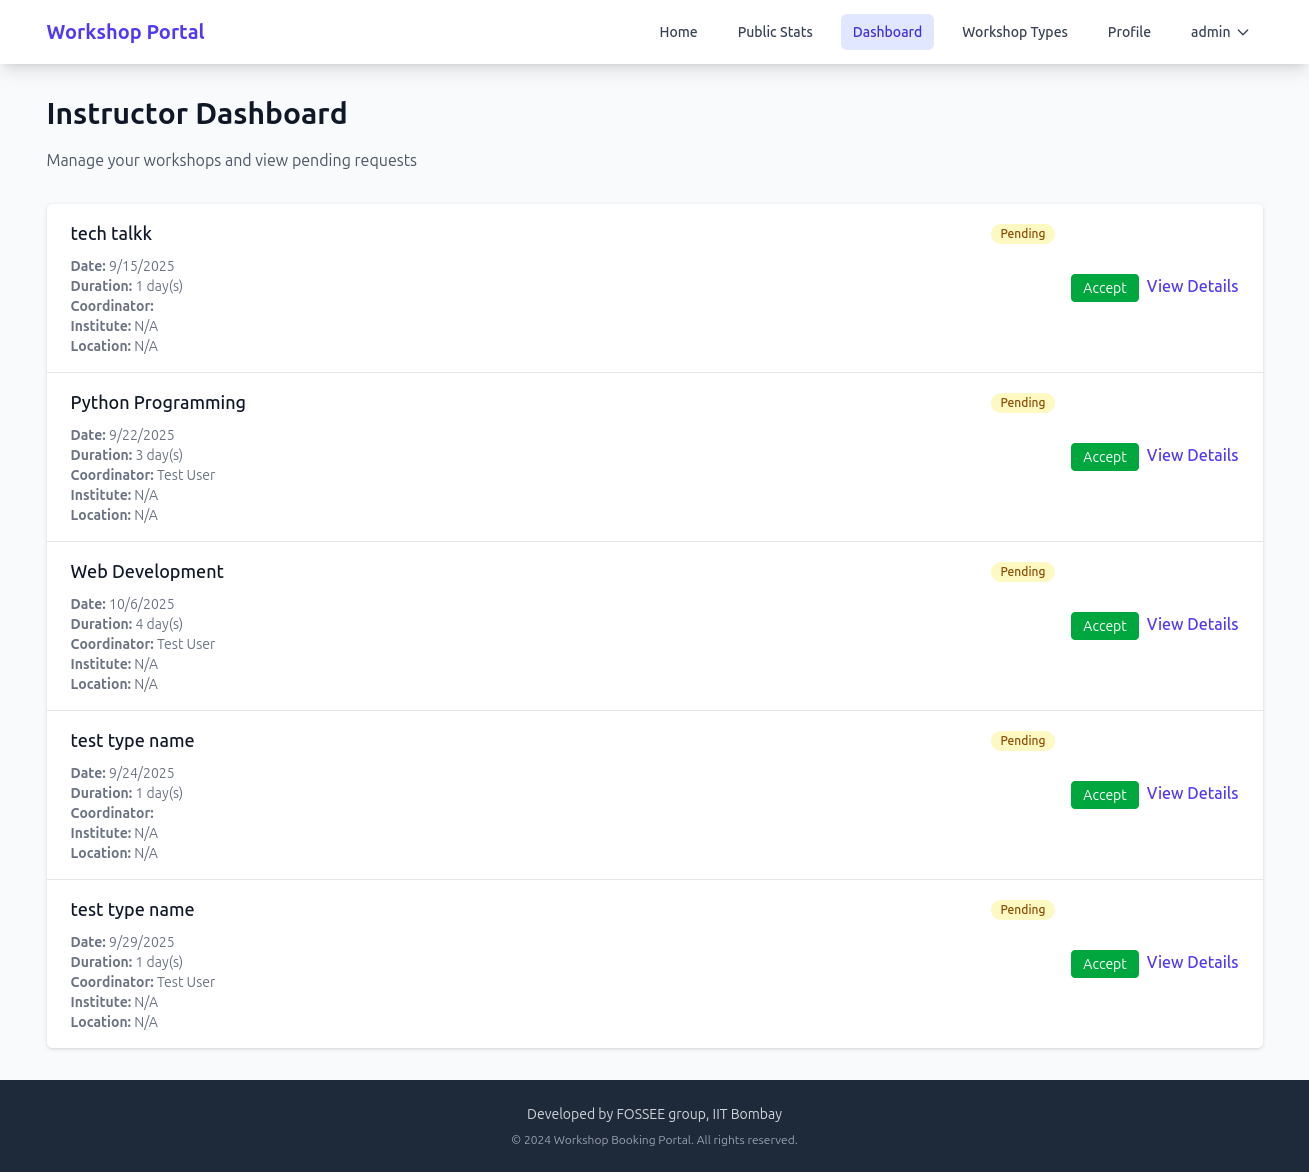 Workshop Portal
Home Public Stats Dashboard Workshop Types Profile admin
Instructor Dashboard
Manage your workshops and view pending requests
tech talkk Pending
Date: 9/15/2025
Duration: 1 day(s) Accept View Details
Coordinator:
Institute: N/A
Location: N/A
Python Programming Pending
Date: 9/22/2025
Duration: 3 day(s) Accept View Details
Coordinator: Test User
Institute: N/A
Location: N/A
Web Development Pending
Date: 10/6/2025
Duration: 4 day(s) Accept View Details
Coordinator: Test User
Institute: N/A
Location: N/A
test type name Pending
Date: 9/24/2025
Duration: 1 day(s) Accept View Details
Coordinator:
Institute: N/A
Location: N/A
test type name Pending
Date: 9/29/2025
Duration: 1 day(s) Accept View Details
Coordinator: Test User
Institute: N/A
Location: N/A
Developed by FOSSEE group, IIT Bombay
© 2024 Workshop Booking Portal. All rights reserved.